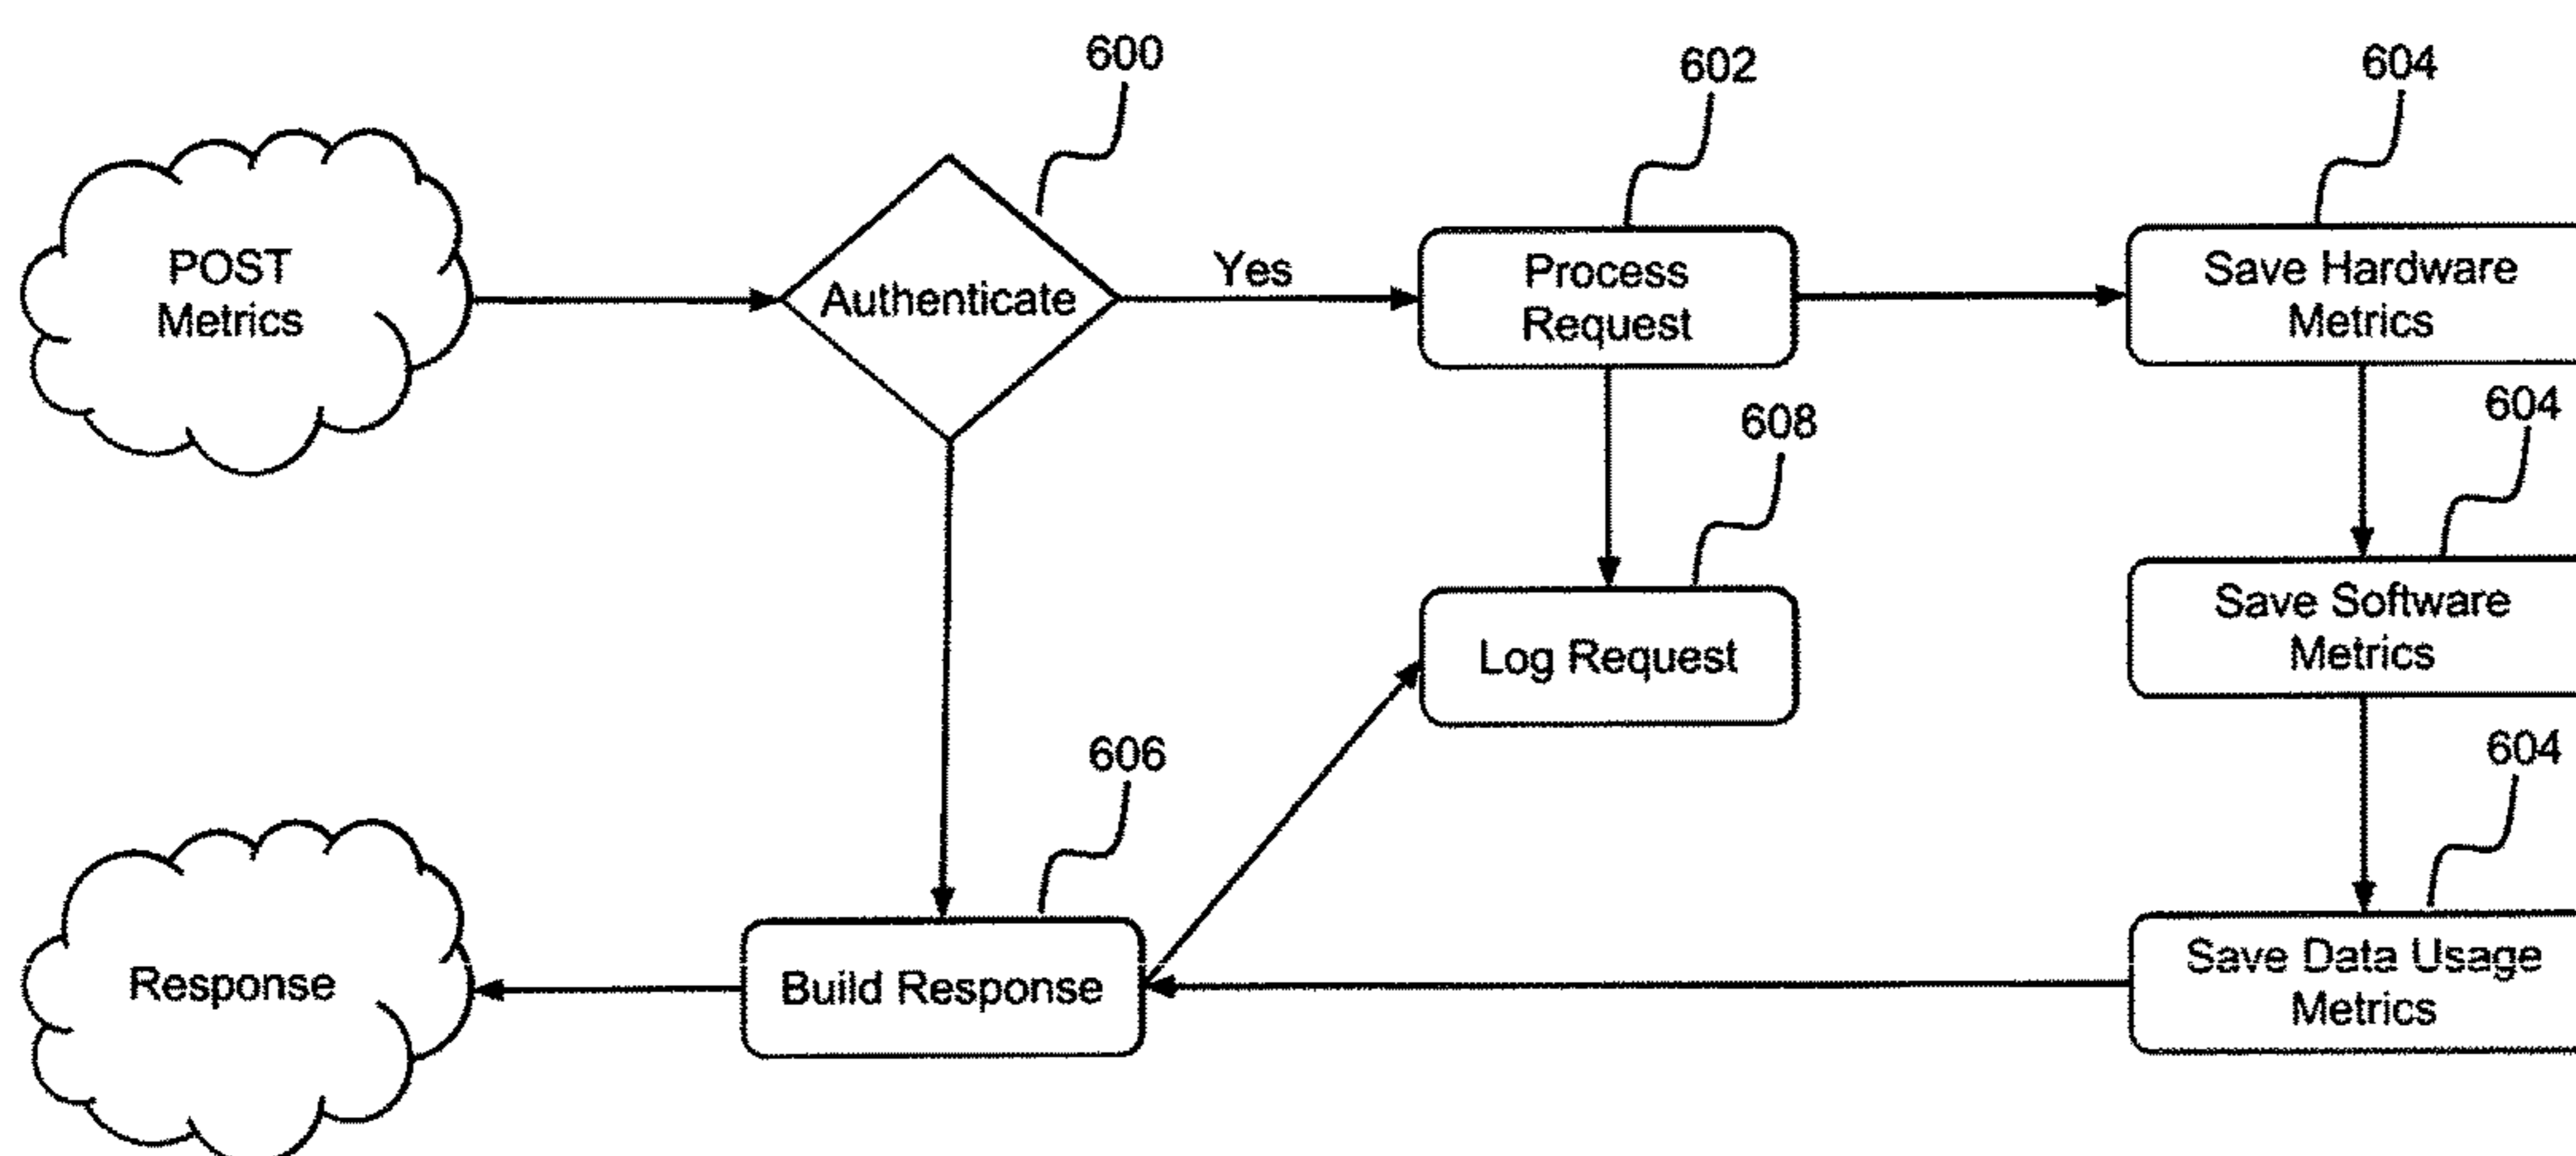 600
602
604
POST
Metrics
Authenticate
Yes
Process
Request
Save Hardware
Metrics
604
608
Save Software
Metrics
Log Request
604
606
Response
Build Response
Save Data Usage
Metrics